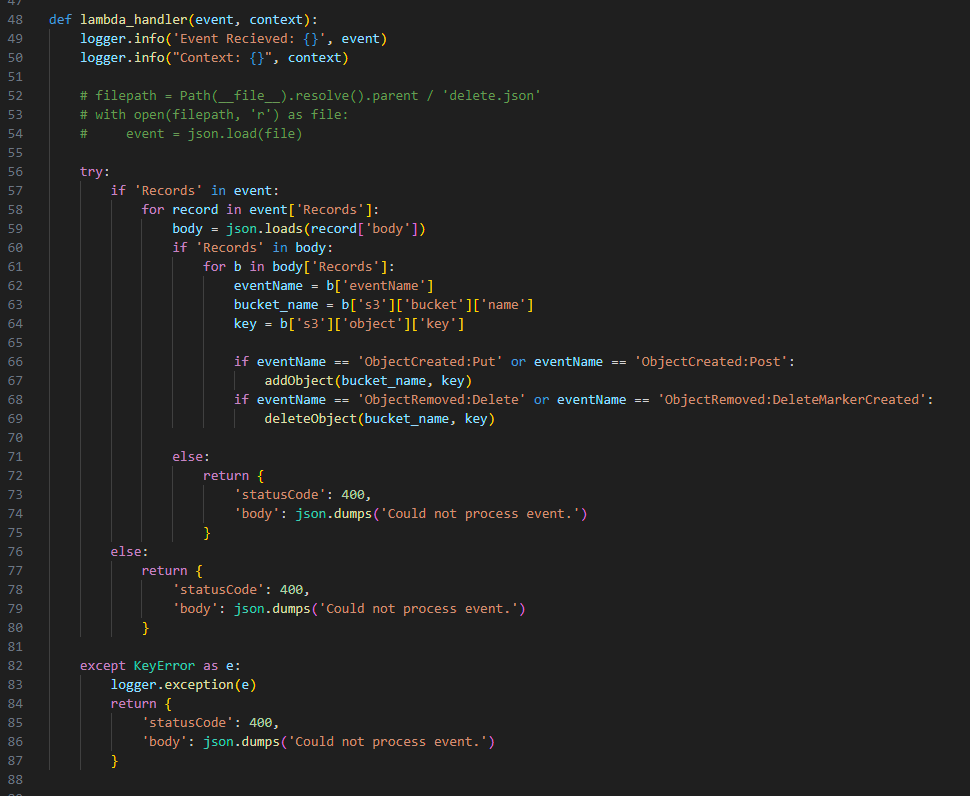 48 def lambda_handler(event, context):
49     logger.info('Event Recieved: {}', event)
50     logger.info("Context: {}", context)
51
52     # filepath = Path(__file__).resolve().parent / 'delete.json'
53     # with open(filepath, 'r') as file:
54     #     event = json.load(file)
55
56     try:
57         if 'Records' in event:
58             for record in event['Records']:
59                 body = json.loads(record['body'])
60                 if 'Records' in body:
61                     for b in body['Records']:
62                         eventName = b['eventName']
63                         bucket_name = b['s3']['bucket']['name']
64                         key = b['s3']['object']['key']
65
66                         if eventName == 'ObjectCreated:Put' or eventName == 'ObjectCreated:Post':
67                             addObject(bucket_name, key)
68                         if eventName == 'ObjectRemoved:Delete' or eventName == 'ObjectRemoved:DeleteMarkerCreated':
69                             deleteObject(bucket_name, key)
70
71                 else:
72                     return {
73                         'statusCode': 400,
74                         'body': json.dumps('Could not process event.')
75                     }
76         else:
77             return {
78                 'statusCode': 400,
79                 'body': json.dumps('Could not process event.')
80             }
81
82     except KeyError as e:
83         logger.exception(e)
84         return {
85             'statusCode': 400,
86             'body': json.dumps('Could not process event.')
87         }
88